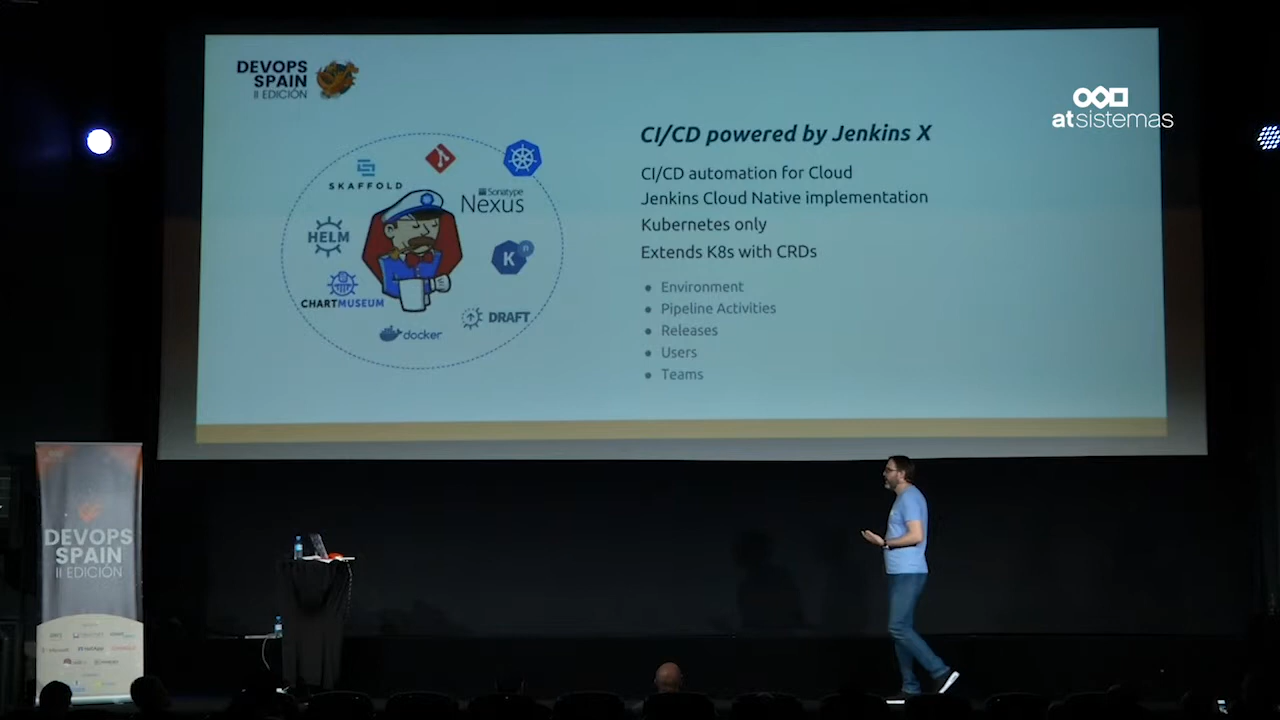 DEVOPS
SPAIN
II EDICIÓN
atsistemas
CI/CD powered by Jenkins X
CI/CD automation for Cloud
Jenkins Cloud Native implementation
Kubernetes only
Extends K8s with CRDs
● Environment
● Pipeline Activities
● Releases
● Users
● Teams
SKAFFOLD
Sonatype
Nexus
HELM
K
n
CHARTMUSEUM
DRAFT
docker
DEVOPS
SPAIN
II EDICIÓN